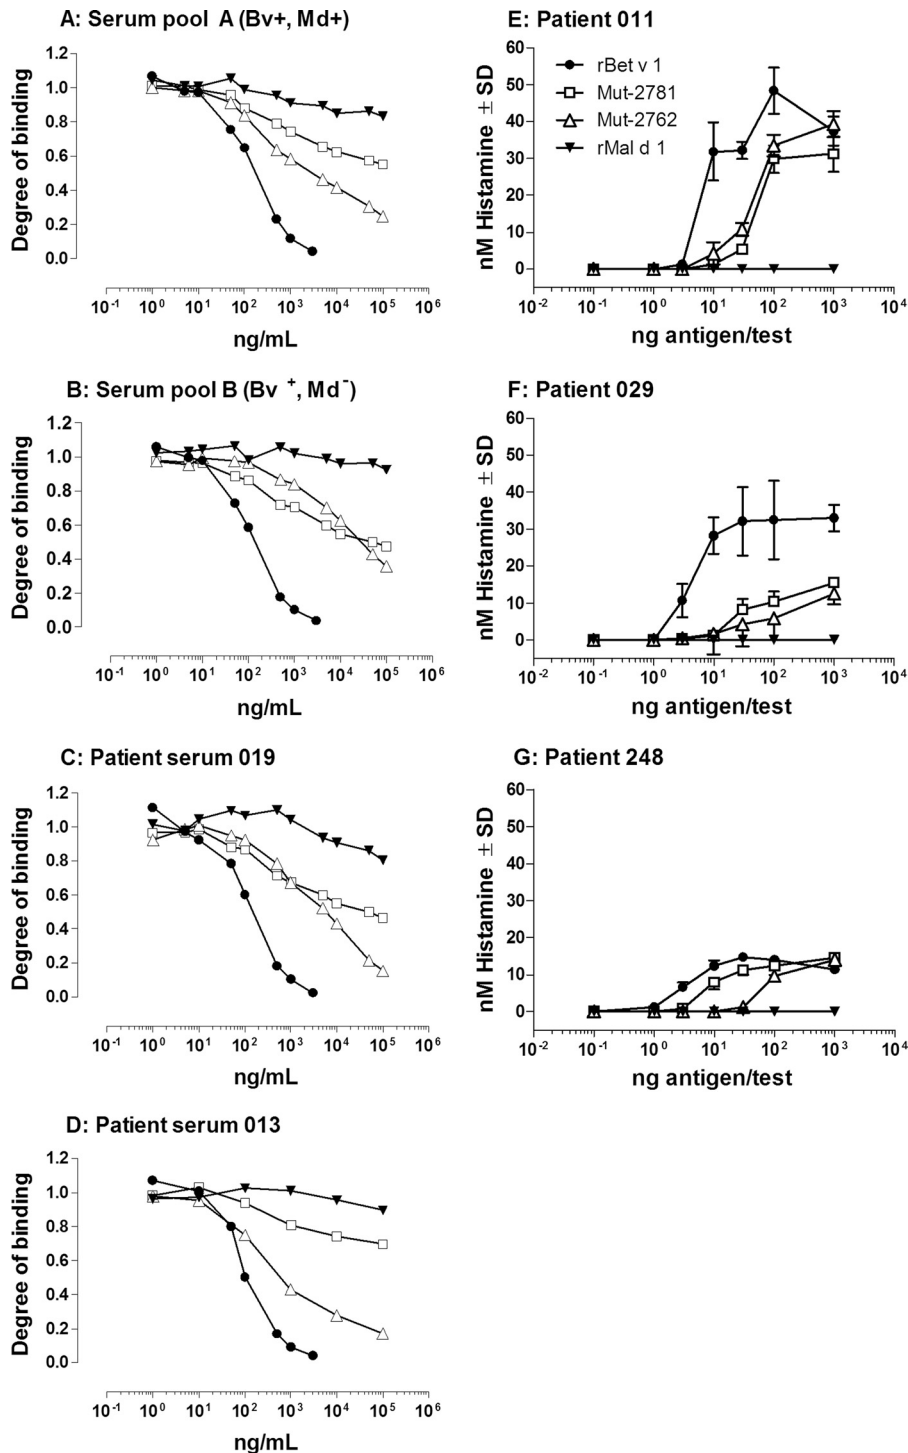 A: Serum pool A (Bv+, Md+)
Degree of binding
1.2
1.0
0.8
0.6
0.4
0.2
0.0
10-1 100 101 102 103 104 105 106
ng/mL
B: Serum pool B (Bv +, Md-)
Degree of binding
1.2
1.0
0.8
0.6
0.4
0.2
0.0
10-1 100 101 102 103 104 105 106
ng/mL
C: Patient serum 019
Degree of binding
1.2
1.0
0.8
0.6
0.4
0.2
0.0
10-1 100 101 102 103 104 105 106
ng/mL
D: Patient serum 013
Degree of binding
1.2
1.0
0.8
0.6
0.4
0.2
0.0
10-1 100 101 102 103 104 105 106
ng/mL
E: Patient 011
nM Histamine ± SD
60
50
40
30
20
10
0
rBet v 1
Mut-2781
Mut-2762
rMal d 1
10-2 10-1 100 101 102 103 104
ng antigen/test
F: Patient 029
nM Histamine ± SD
60
50
40
30
20
10
0
10-2 10-1 100 101 102 103 104
ng antigen/test
G: Patient 248
nM Histamine ± SD
60
50
40
30
20
10
0
10-2 10-1 100 101 102 103 104
ng antigen/test